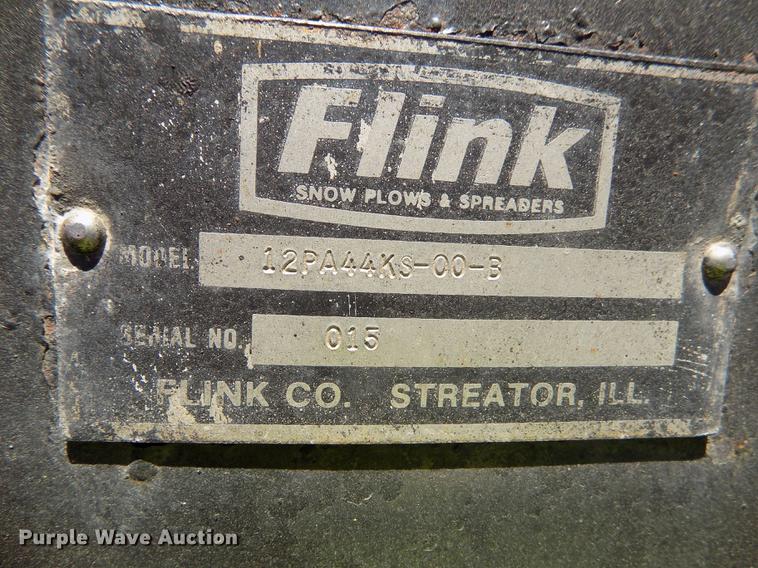 Flink
SNOW PLOWS & SPREADERS
MODEL 12PA44KS-00-B
SERIAL NO. 015
FLINK CO. STREATOR, ILL.
Purple Wave Auction